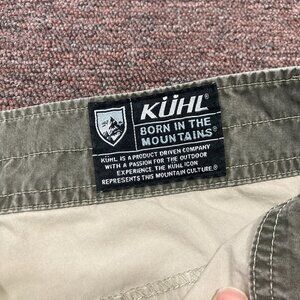 KÜHL®
BORN IN THE
MOUNTAINS®
KÜHL IS A PRODUCT DRIVEN COMPANY
WITH A PASSION FOR THE OUTDOOR
EXPERIENCE. THE KÜHL ICON
REPRESENTS THIS MOUNTAIN CULTURE.®